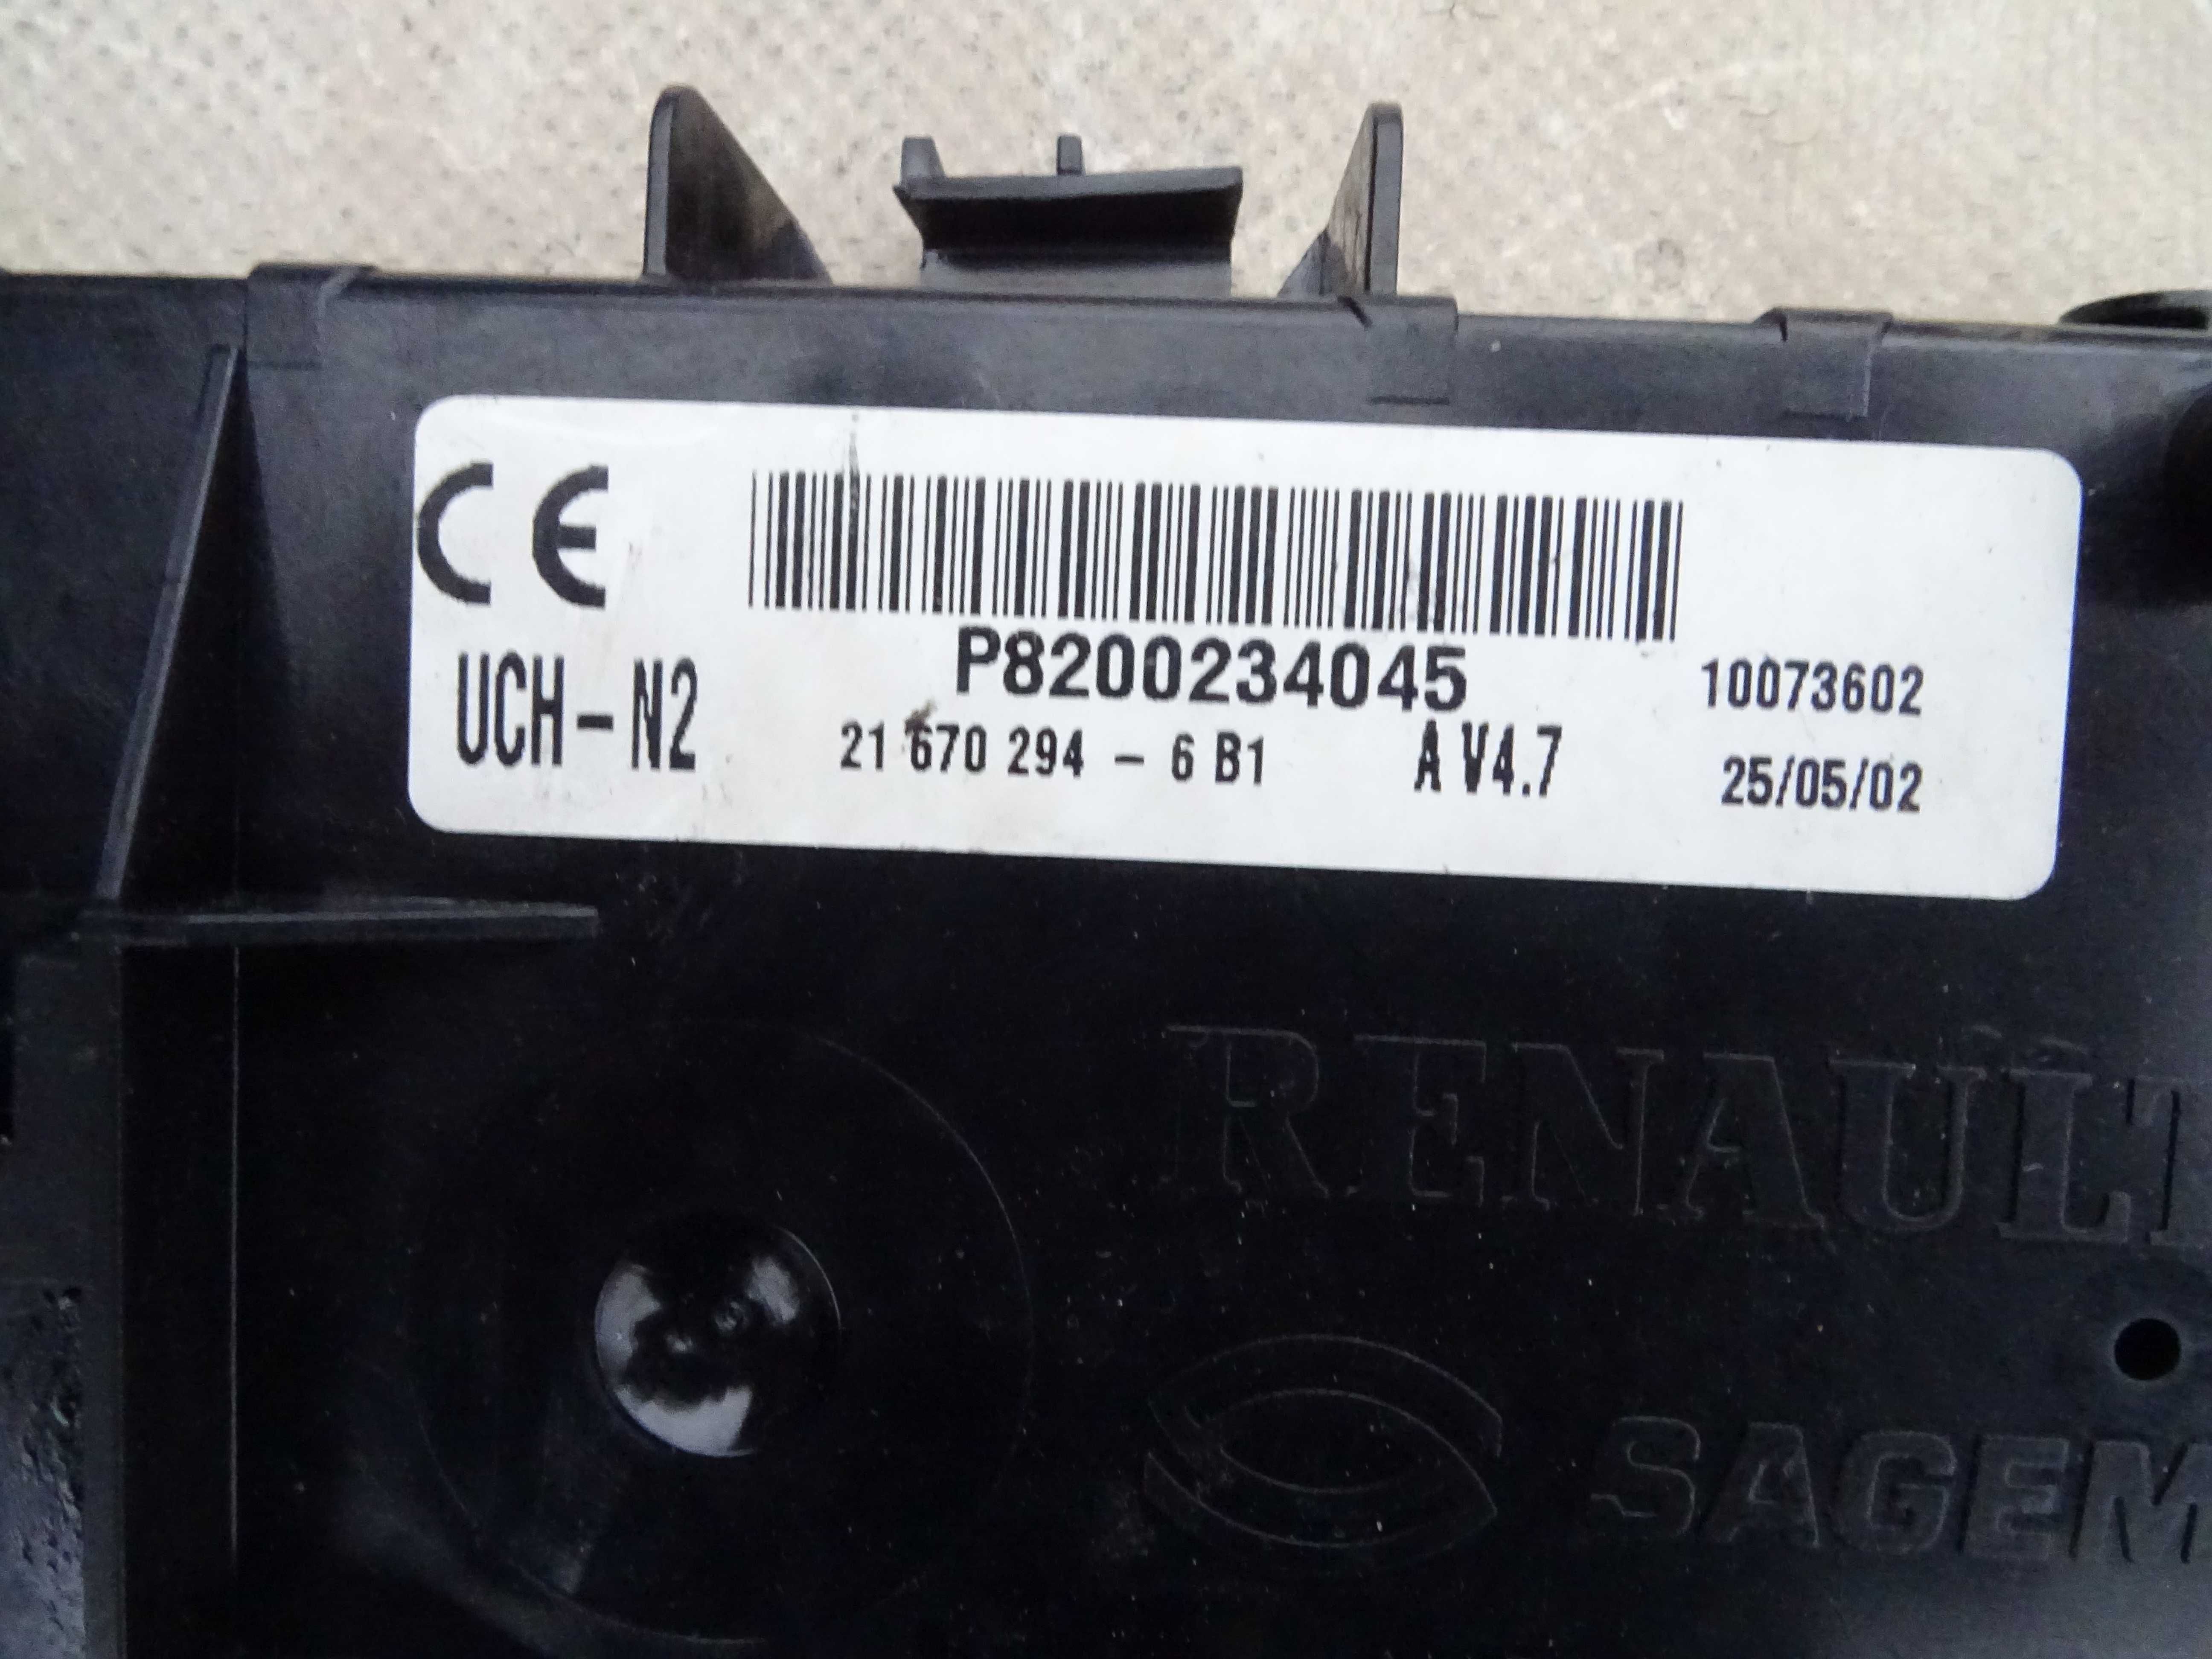 CE
P8200234045
10073602
UCH-N2
21 670 294 - 6 B1
A V4.7
25/05/02
RENAULT
SAGEM